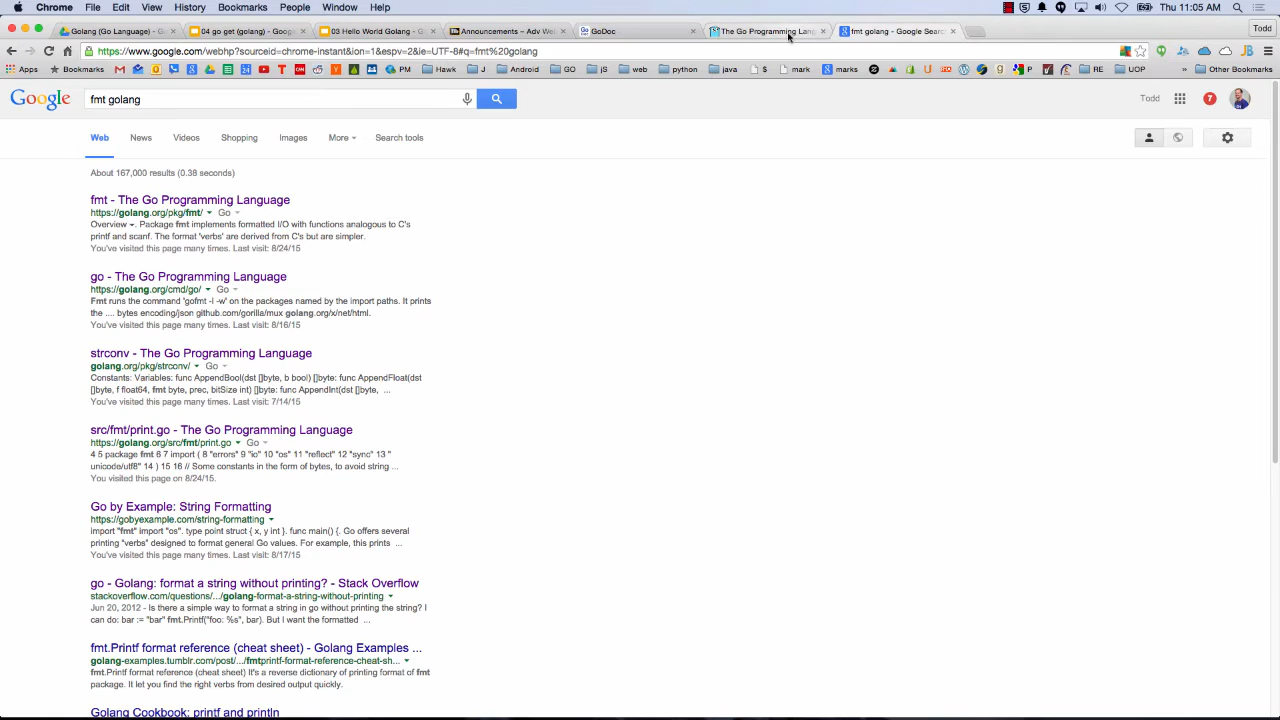 Chrome File Edit View History Bookmarks People Window Help Thu 11:05 AM
Golang (Go Language) - G 04 go get (golang) - Google 03 Hello World Golang - G Announcements – Adv We GoDoc The Go Programming Lang fmt golang - Google Search Todd
https://www.google.com/webhp?sourceid=chrome-instant&ion=1&espv=2&ie=UTF-8#q=fmt%20golang
Apps Bookmarks PM Hawk J Android GO jS web python java $ mark marks P RE UOP » Other Bookmarks
Google fmt golang Todd 7
Web News Videos Shopping Images More Search tools
About 167,000 results (0.38 seconds)
fmt - The Go Programming Language
https://golang.org/pkg/fmt/ Go
Overview. Package fmt implements formatted I/O with functions analogous to C's
printf and scanf. The format 'verbs' are derived from C's but are simpler.
You've visited this page many times. Last visit: 8/24/15
go - The Go Programming Language
https://golang.org/cmd/go/ Go
Fmt runs the command 'gofmt -l -w' on the packages named by the import paths. It prints
the .... bytes encoding/json github.com/gorilla/mux golang.org/x/net/html.
You've visited this page many times. Last visit: 8/16/15
strconv - The Go Programming Language
golang.org/pkg/strconv/ Go
Constants: Variables: func AppendBool(dst []byte, b bool) []byte: func AppendFloat(dst
[]byte, f float64, fmt byte, prec, bitSize int) []byte: func AppendInt(dst []byte, ...
You've visited this page many times. Last visit: 7/14/15
src/fmt/print.go - The Go Programming Language
https://golang.org/src/fmt/print.go Go
4 5 package fmt 6 7 import ( 8 "errors" 9 "io" 10 "os" 11 "reflect" 12 "sync" 13 "
unicode/utf8" 14 ) 15 16 // Some constants in the form of bytes, to avoid string ...
You visited this page on 8/24/15.
Go by Example: String Formatting
https://gobyexample.com/string-formatting
import "fmt" import "os". type point struct { x, y int }. func main() {. Go offers several
printing "verbs" designed to format general Go values. For example, this prints ...
You've visited this page many times. Last visit: 8/17/15
go - Golang: format a string without printing? - Stack Overflow
stackoverflow.com/questions/.../golang-format-a-string-without-printing
Jun 20, 2012 - Is there a simple way to format a string in go without printing the string? I
can do: bar := "bar" fmt.Printf("foo: %s", bar). But I want the formatted ...
fmt.Printf format reference (cheat sheet) - Golang Examples ...
golang-examples.tumblr.com/post/.../fmtprintf-format-reference-cheat-sh...
fmt.Printf format reference (cheat sheet) It's a reverse dictionary of printing format of fmt
package. It let you find the right verbs from desired output quickly.
Golang Cookbook: printf and println